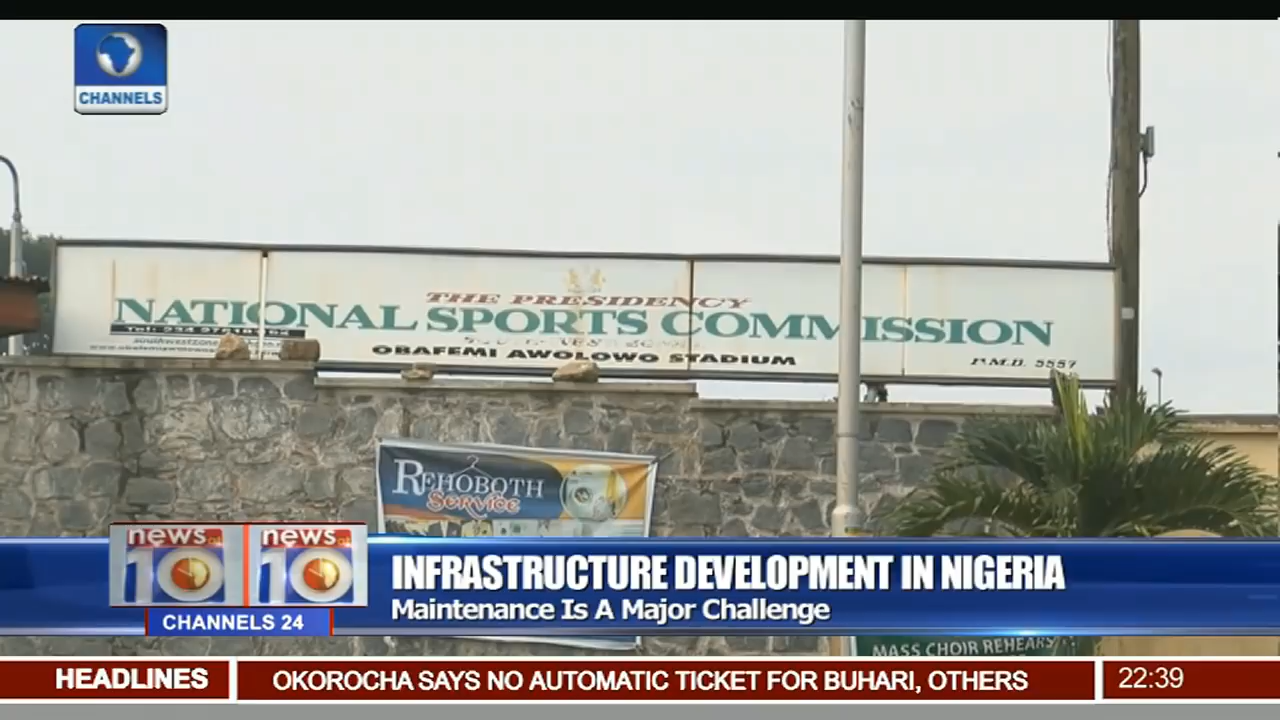 CHANNELS
THE PRESIDENCY
NATIONAL SPORTS COMMISSION
OBAFEMI AWOLOWO STADIUM
P.M.B. 5557
REHOBOTH
Service
news at 10
news at 10
CHANNELS 24
INFRASTRUCTURE DEVELOPMENT IN NIGERIA
Maintenance Is A Major Challenge
MASS CHOIR
HEADLINES
OKOROCHA SAYS NO AUTOMATIC TICKET FOR BUHARI, OTHERS
22:39